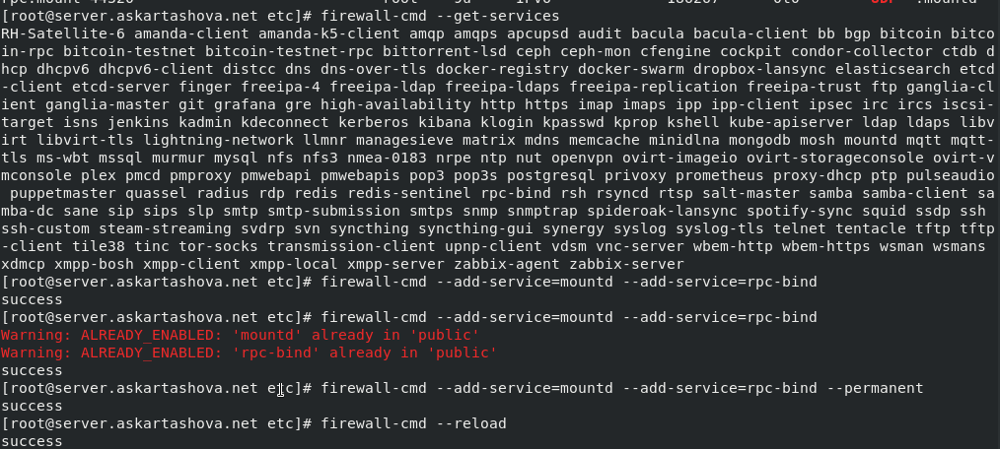 [root@server.askartashova.net etc]# firewall-cmd --get-services
RH-Satellite-6 amanda-client amanda-k5-client amqp amqps apcupsd audit bacula bacula-client bb bgp bitcoin bitco
in-rpc bitcoin-testnet bitcoin-testnet-rpc bittorrent-lsd ceph ceph-mon cfengine cockpit condor-collector ctdb d
hcp dhcpv6 dhcpv6-client distcc dns dns-over-tls docker-registry docker-swarm dropbox-lansync elasticsearch etcd
-client etcd-server finger freeipa-4 freeipa-ldap freeipa-ldaps freeipa-replication freeipa-trust ftp ganglia-cl
ient ganglia-master git grafana gre high-availability http https imap imaps ipp ipp-client ipsec irc ircs iscsi-
target isns jenkins kadmin kdeconnect kerberos kibana klogin kpasswd kprop kshell kube-apiserver ldap ldaps libv
irt libvirt-tls lightning-network llmnr managesieve matrix mdns memcache minidlna mongodb mosh mountd mqtt mqtt-
tls ms-wbt mssql murmur mysql nfs nfs3 nmea-0183 nrpe ntp nut openvpn ovirt-imageio ovirt-storageconsole ovirt-v
mconsole plex pmcd pmproxy pmwebapi pmwebapis pop3 pop3s postgresql privoxy prometheus proxy-dhcp ptp pulseaudio
puppetmaster quassel radius rdp redis redis-sentinel rpc-bind rsh rsyncd rtsp salt-master samba samba-client sa
mba-dc sane sip sips slp smtp smtp-submission smtps snmp snmptrap spideroak-lansync spotify-sync squid ssdp ssh
ssh-custom steam-streaming svdrp svn syncthing syncthing-gui synergy syslog syslog-tls telnet tentacle tftp tftp
-client tile38 tinc tor-socks transmission-client upnp-client vdsm vnc-server wbem-http wbem-https wsman wsmans
xdmcp xmpp-bosh xmpp-client xmpp-local xmpp-server zabbix-agent zabbix-server
[root@server.askartashova.net etc]# firewall-cmd --add-service=mountd --add-service=rpc-bind
success
[root@server.askartashova.net etc]# firewall-cmd --add-service=mountd --add-service=rpc-bind
Warning: ALREADY_ENABLED: 'mountd' already in 'public'
Warning: ALREADY_ENABLED: 'rpc-bind' already in 'public'
success
[root@server.askartashova.net etc]# firewall-cmd --add-service=mountd --add-service=rpc-bind --permanent
success
[root@server.askartashova.net etc]# firewall-cmd --reload
success